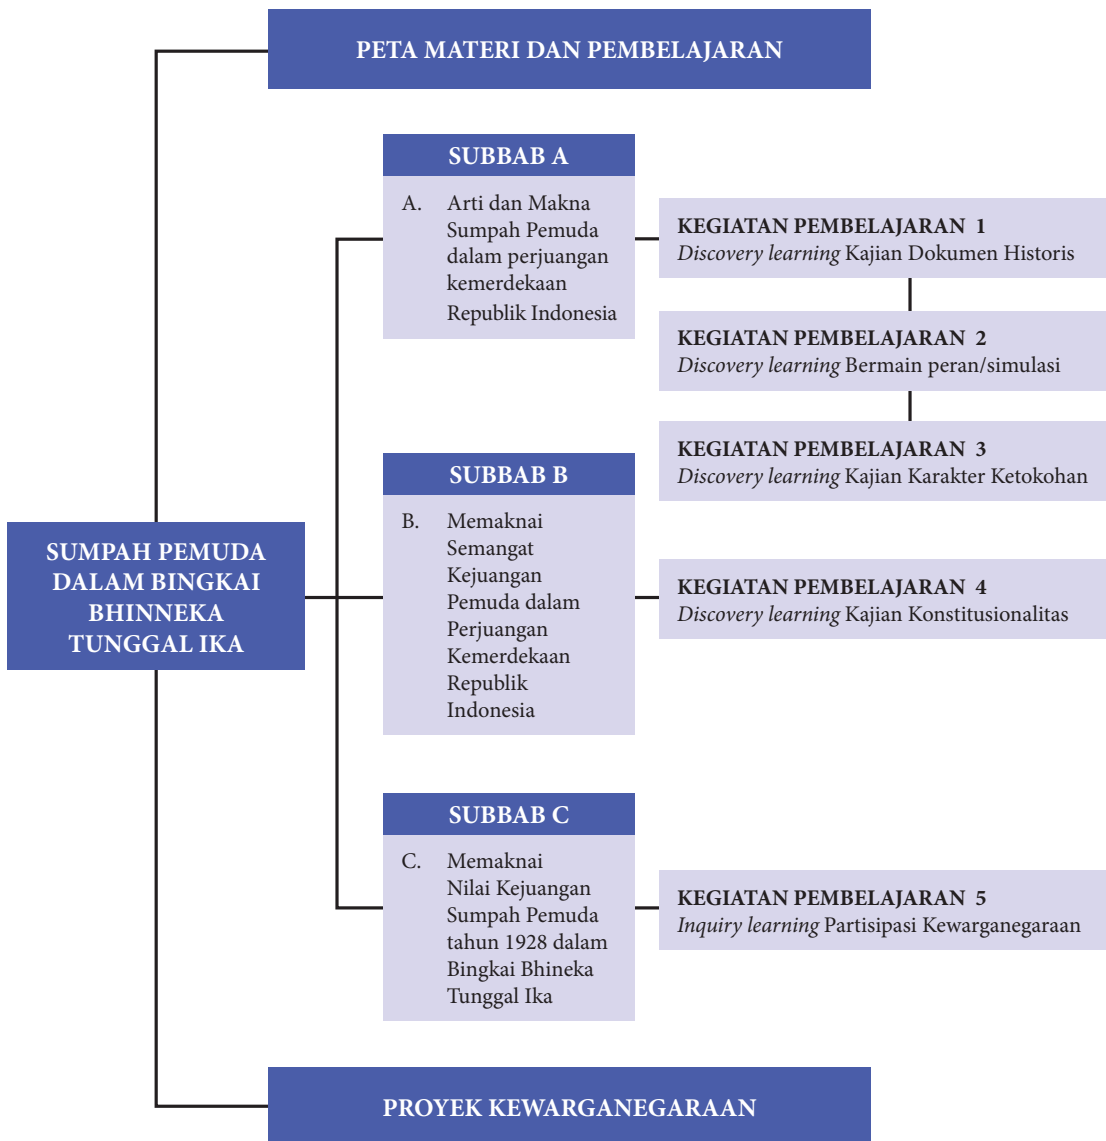 PETA MATERI DAN PEMBELAJARAN
SUMPAH PEMUDA
DALAM BINGKAI
BHINNEKA
TUNGGAL IKA
SUBBAB A
A. Arti dan Makna
Sumpah Pemuda
dalam perjuangan
kemerdekaan
Republik Indonesia
KEGIATAN PEMBELAJARAN 1
Discovery learning Kajian Dokumen Historis
KEGIATAN PEMBELAJARAN 2
Discovery learning Bermain peran/simulasi
KEGIATAN PEMBELAJARAN 3
Discovery learning Kajian Karakter Ketokohan
SUBBAB B
B. Memaknai
Semangat
Kejuangan
Pemuda dalam
Perjuangan
Kemerdekaan
Republik
Indonesia
KEGIATAN PEMBELAJARAN 4
Discovery learning Kajian Konstitusionalitas
SUBBAB C
C. Memaknai
Nilai Kejuangan
Sumpah Pemuda
tahun 1928 dalam
Bingkai Bhineka
Tunggal Ika
KEGIATAN PEMBELAJARAN 5
Inquiry learning Partisipasi Kewarganegaraan
PROYEK KEWARGANEGARAAN